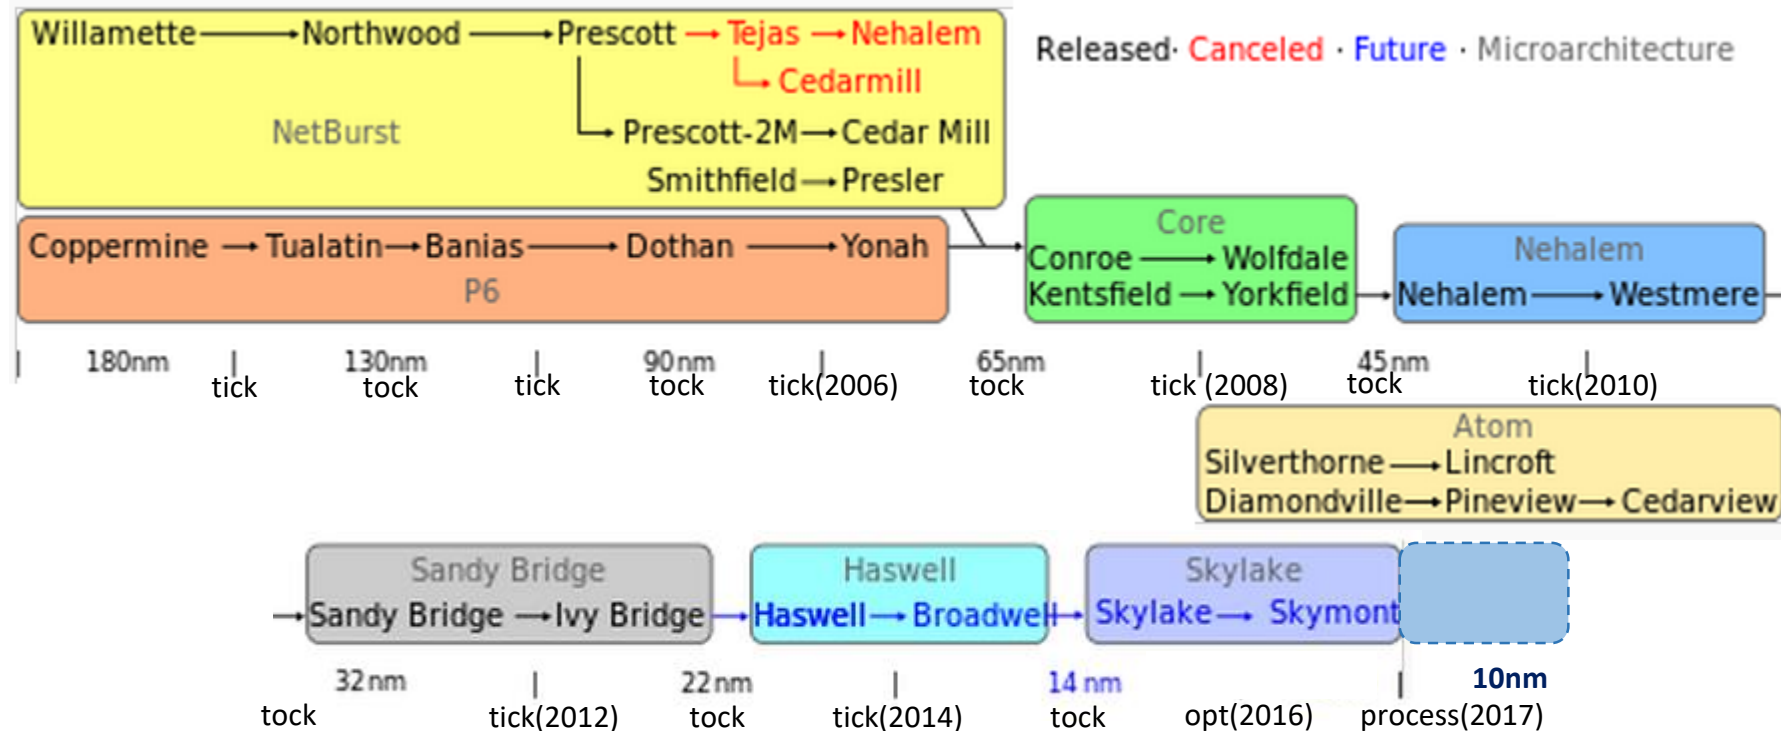 Willamette Northwood Prescott Tejas Nehalem
Released· Canceled · Future · Microarchitecture
Cedarmill
NetBurst Prescott-2M Cedar Mill
Smithfield Presler
Core
Coppermine Tualatin Banias Dothan Yonah
Conroe Wolfdale
Nehalem
P6
Kentsfield Yorkfield
Nehalem Westmere
180nm 130nm 90nm 65nm 45nm
tick tock tick tock tick(2006) tock tick (2008) tock tick(2010)
Atom
Silverthorne Lincroft
Diamondville Pineview Cedarview
Sandy Bridge Haswell Skylake
Sandy Bridge Ivy Bridge Haswell Broadwell Skylake Skymont
32nm 22nm 14 nm 10nm
tock tick(2012) tock tick(2014) tock opt(2016) process(2017)